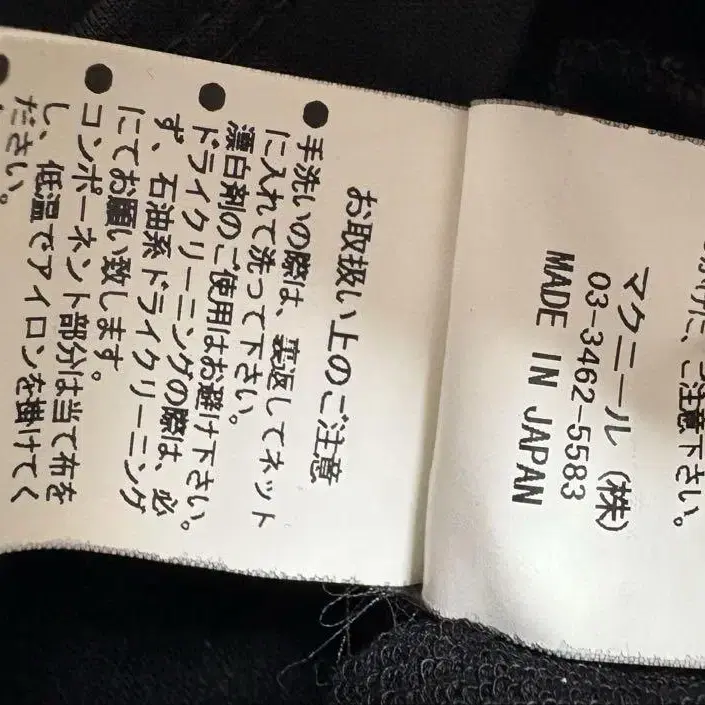 ご注意下さい。
マクニール (株)
03-3462-5583
MADE IN JAPAN
お取扱い上のご注意
●手洗いの際は、裏返してネット
に入れて洗って下さい。
漂白剤のご使用はお避け下さい。
●ドライクリーニングの際は、必
ず、石油系ドライクリーニング
にてお願い致します。
●コンポーネント部分は当て布を
し、低温でアイロンを掛けてく
ださい。